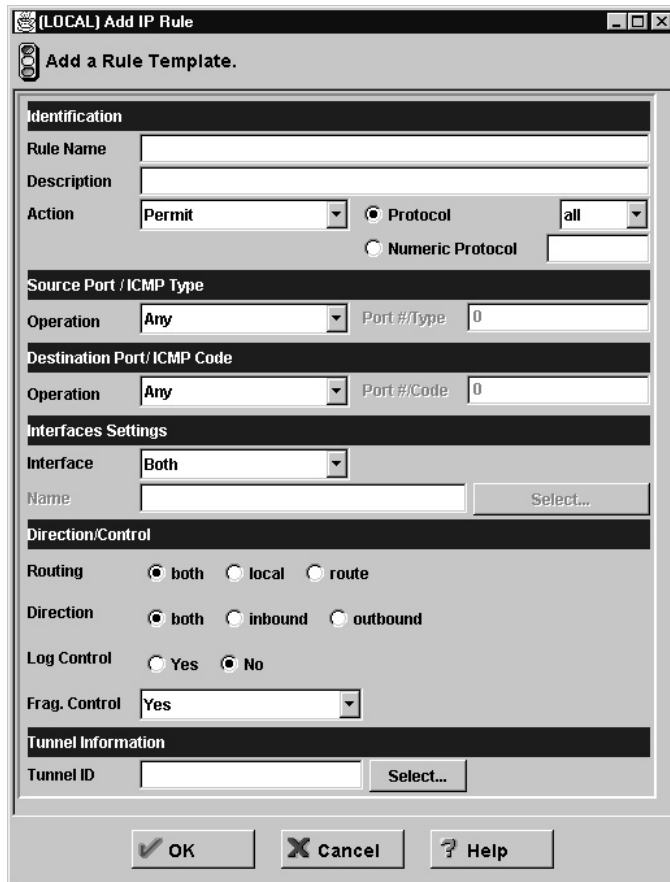 (LOCAL) Add IP Rule
Add a Rule Template.
Identification
Rule Name
Description
Action Permit Protocol all
Numeric Protocol
Source Port / ICMP Type
Operation Any Port #/Type 0
Destination Port/ ICMP Code
Operation Any Port #/Code 0
Interfaces Settings
Interface Both
Name Select...
Direction/Control
Routing both local route
Direction both inbound outbound
Log Control Yes No
Frag. Control Yes
Tunnel Information
Tunnel ID Select...
OK Cancel ? Help